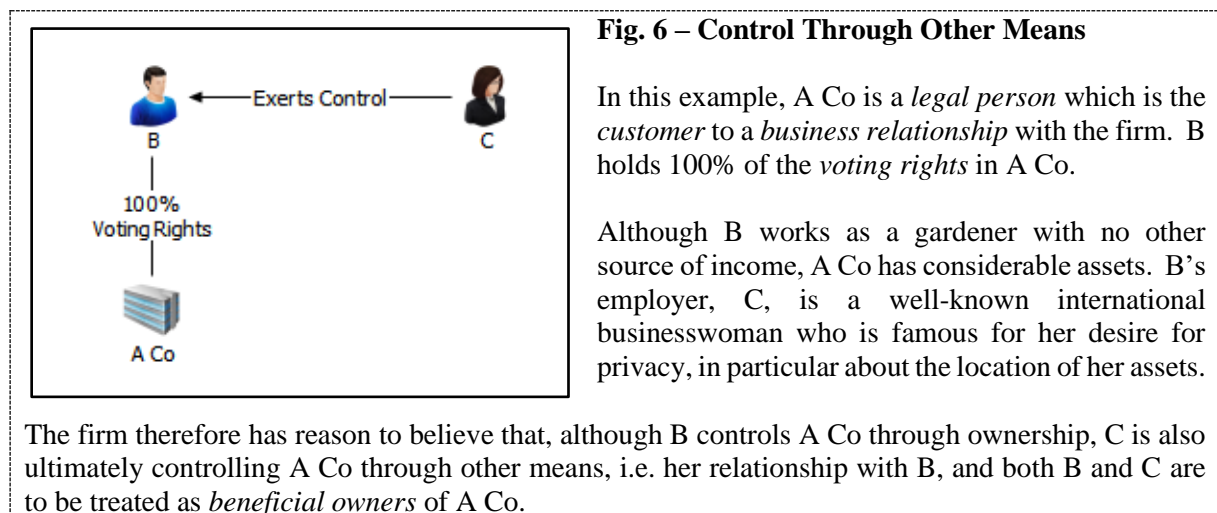 Fig. 6 – Control Through Other Means
Exerts Control
B
C
100%
Voting Rights
A Co
In this example, A Co is a legal person which is the
customer to a business relationship with the firm. B
holds 100% of the voting rights in A Co.
Although B works as a gardener with no other
source of income, A Co has considerable assets. B’s
employer, C, is a well-known international
businesswoman who is famous for her desire for
privacy, in particular about the location of her assets.
The firm therefore has reason to believe that, although B controls A Co through ownership, C is also
ultimately controlling A Co through other means, i.e. her relationship with B, and both B and C are
to be treated as beneficial owners of A Co.